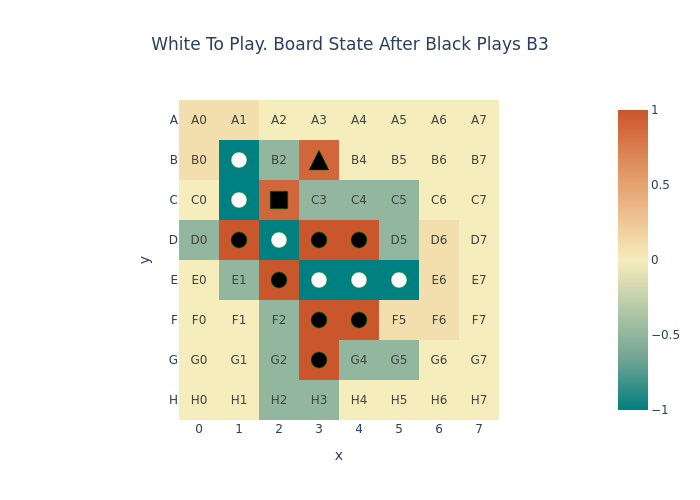 White To Play. Board State After Black Plays B3
A A0 A1 A2 A3 A4 A5 A6 A7
B B0 B2 B4 B5 B6 B7
C C0 C3 C4 C5 C6 C7
D D0 D5 D6 D7
E E0 E1 E6 E7
F F0 F1 F2 F5 F6 F7
G G0 G1 G2 G4 G5 G6 G7
H H0 H1 H2 H3 H4 H5 H6 H7
0 1 2 3 4 5 6 7
x
y
1
0.5
0
−0.5
−1